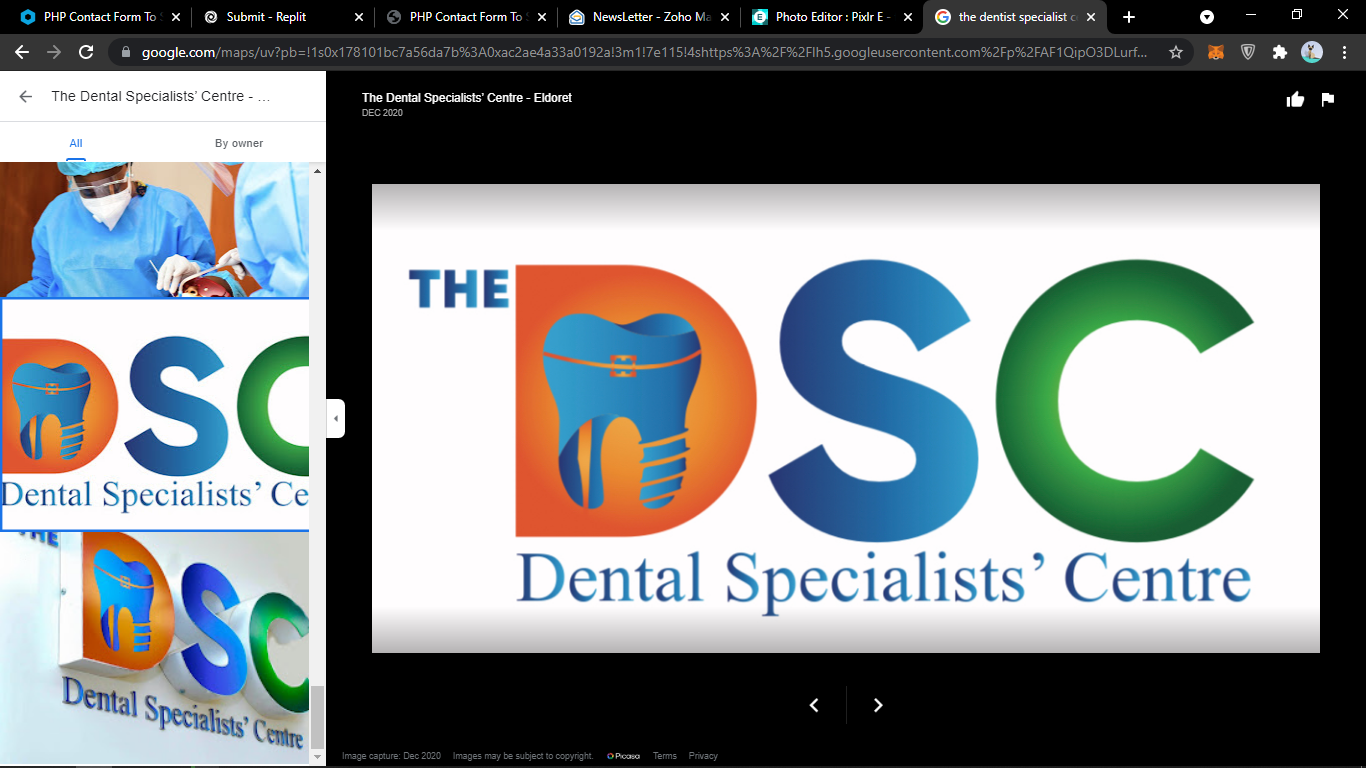 PHP Contact Form To
Submit - Replit
PHP Contact Form To
NewsLetter - Zoho Ma
Photo Editor : Pixlr E -
the dentist specialist c
google.com/maps/uv?pb=!1s0x178101bc7a56da7b%3A0xac2ae4a33a0192a!3m1!7e115!4shttps%3A%2F%2Flh5.googleusercontent.com%2Fp%2FAF1QipO3DLurf...
The Dental Specialists' Centre - ...
All
By owner
The Dental Specialists' Centre - Eldoret
DEC 2020
THE
DSC
Dental Specialists' Centre
DSC
Dental Specialists' Ce
THE
DSC
Dental Specialists' Centre
Image capture: Dec 2020 Images may be subject to copyright. Picasa Terms Privacy